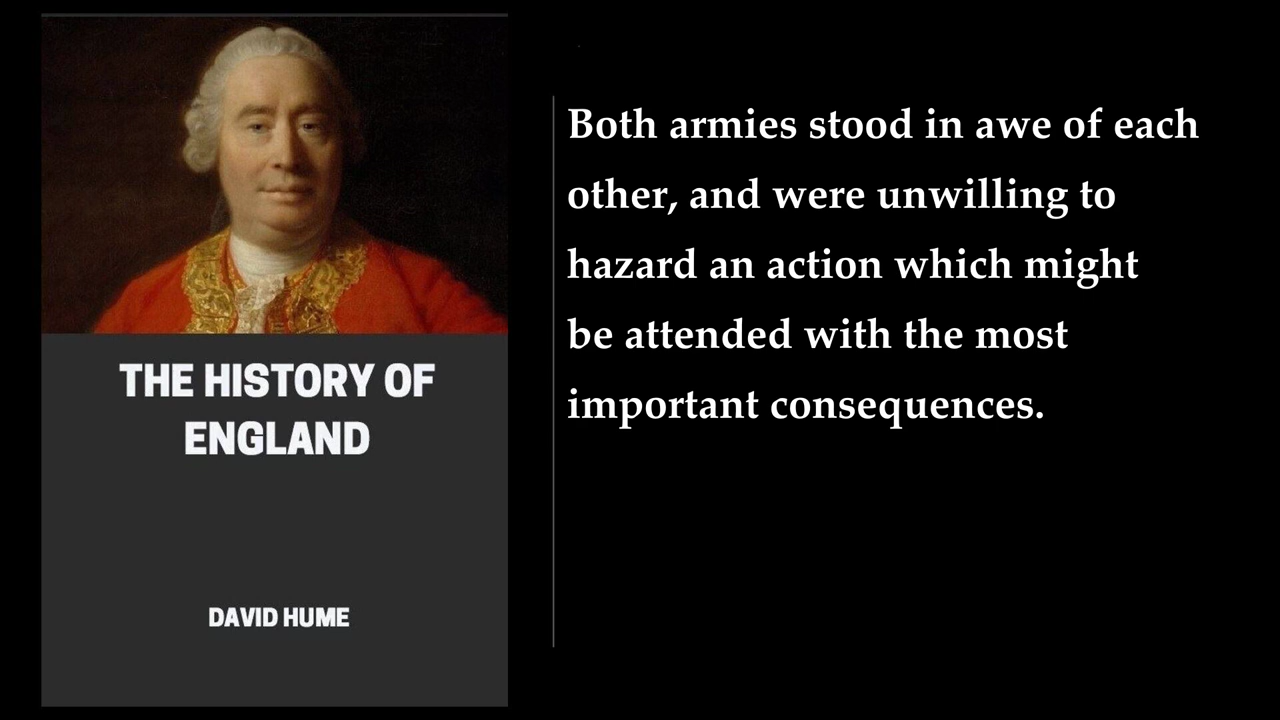 THE HISTORY OF
ENGLAND
DAVID HUME
Both armies stood in awe of each
other, and were unwilling to
hazard an action which might
be attended with the most
important consequences.